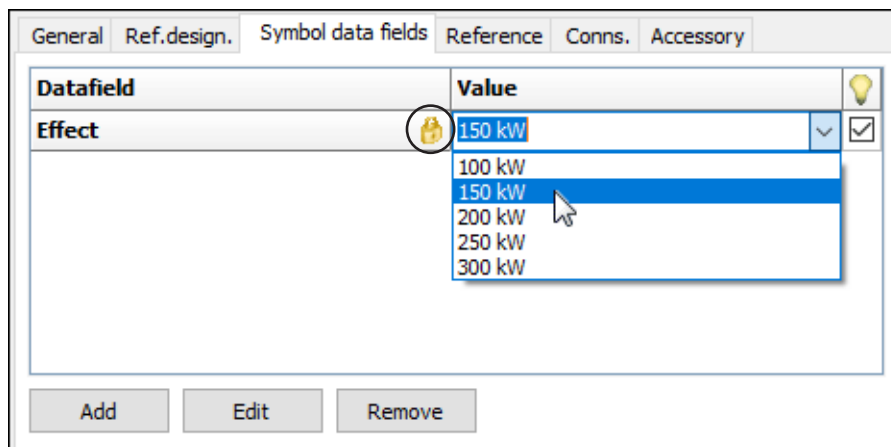 General Ref.design. Symbol data fields Reference Conns. Accessory
Datafield Value
Effect 150 kW
100 kW
150 kW
200 kW
250 kW
300 kW
Add Edit Remove